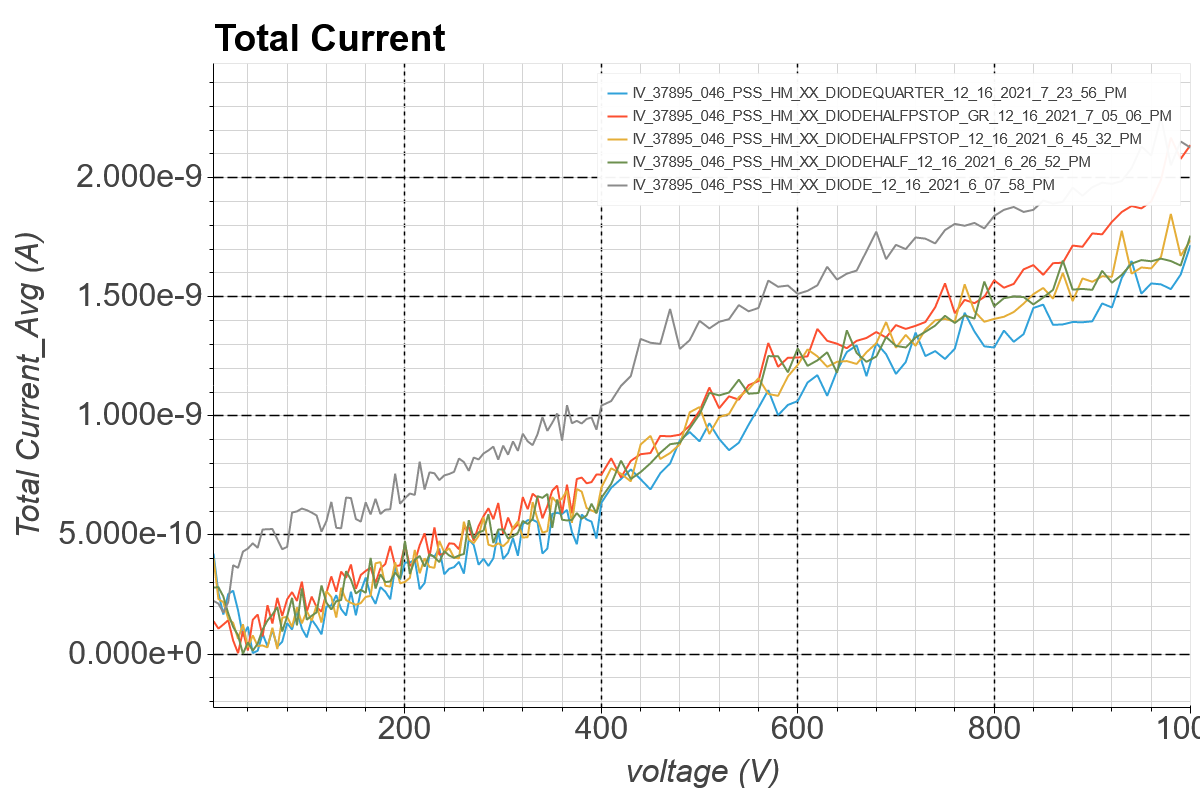 Total Current
IV_37895_046_PSS_HM_XX_DIODEQUARTER_12_16_2021_7_23_56_PM
IV_37895_046_PSS_HM_XX_DIODEHALFPSTOP_GR_12_16_2021_7_05_06_PM
IV_37895_046_PSS_HM_XX_DIODEHALFPSTOP_12_16_2021_6_45_32_PM
IV_37895_046_PSS_HM_XX_DIODEHALF_12_16_2021_6_26_52_PM
IV_37895_046_PSS_HM_XX_DIODE_12_16_2021_6_07_58_PM
Total Current_Avg (A)
2.000e-9
1.500e-9
1.000e-9
5.000e-10
0.000e+0
200 400 600 800 100
voltage (V)